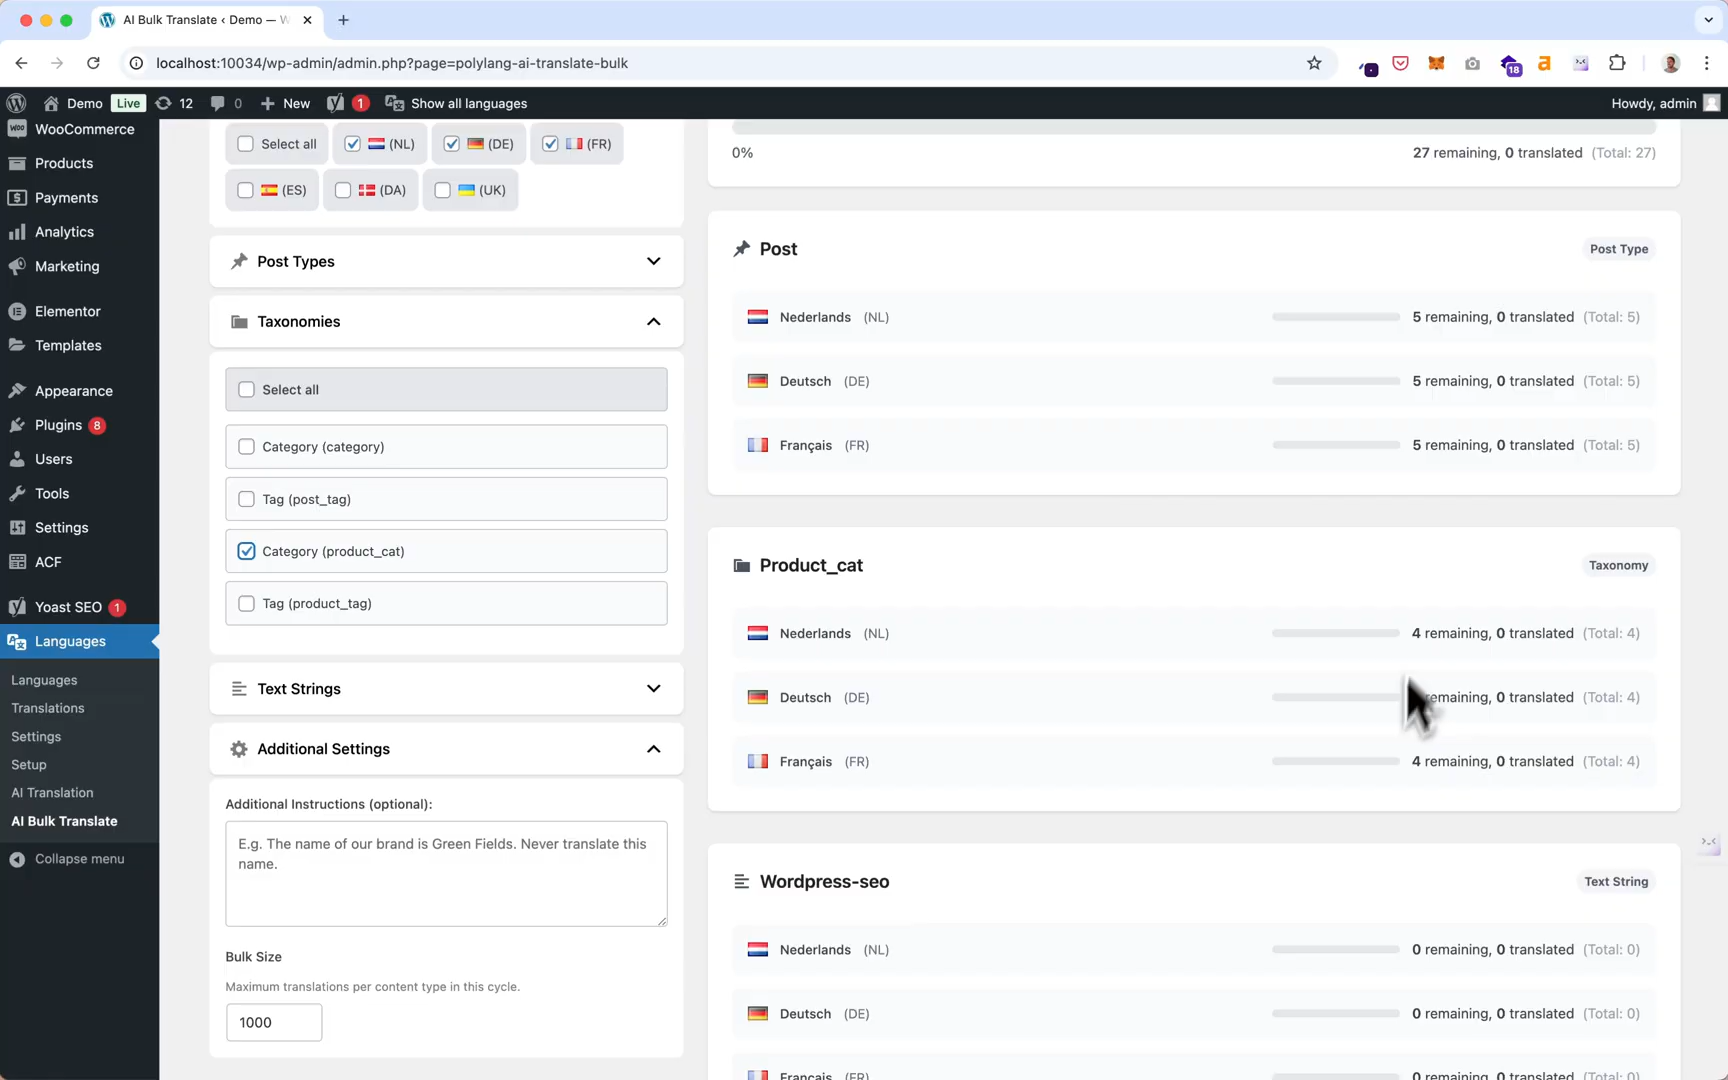 AI Bulk Translate ‹ Demo — W
localhost:10034/wp-admin/admin.php?page=polylang-ai-translate-bulk
18
Demo Live 12 0 New 1 Show all languages
Howdy, admin
WooCommerce
Products
Payments
Analytics
Marketing
Elementor
Templates
Appearance
Plugins 8
Users
Tools
Settings
ACF
Yoast SEO 1
Languages
Languages
Translations
Settings
Setup
AI Translation
AI Bulk Translate
Collapse menu
Select all (NL) (DE) (FR)
(ES) (DA) (UK)
Post Types
Taxonomies
Select all
Category (category)
Tag (post_tag)
Category (product_cat)
Tag (product_tag)
Text Strings
Additional Settings
Additional Instructions (optional):
E.g. The name of our brand is Green Fields. Never translate this
name.
Bulk Size
Maximum translations per content type in this cycle.
1000
0% 27 remaining, 0 translated (Total: 27)
Post Post Type
Nederlands (NL) 5 remaining, 0 translated (Total: 5)
Deutsch (DE) 5 remaining, 0 translated (Total: 5)
Français (FR) 5 remaining, 0 translated (Total: 5)
Product_cat Taxonomy
Nederlands (NL) 4 remaining, 0 translated (Total: 4)
Deutsch (DE) remaining, 0 translated (Total: 4)
Français (FR) 4 remaining, 0 translated (Total: 4)
Wordpress-seo Text String
Nederlands (NL) 0 remaining, 0 translated (Total: 0)
Deutsch (DE) 0 remaining, 0 translated (Total: 0)
Français (FR) 0 remaining, 0 translated (Total: 0)